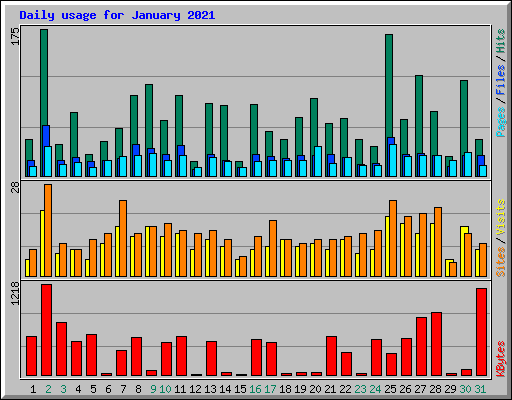 Daily usage for January 2021
175
Pages / Files / Hits
28
Sites / Visits
1218
KBytes
1 2 3 4 5 6 7 8 9 10 11 12 13 14 15 16 17 18 19 20 21 22 23 24 25 26 27 28 29 30 31